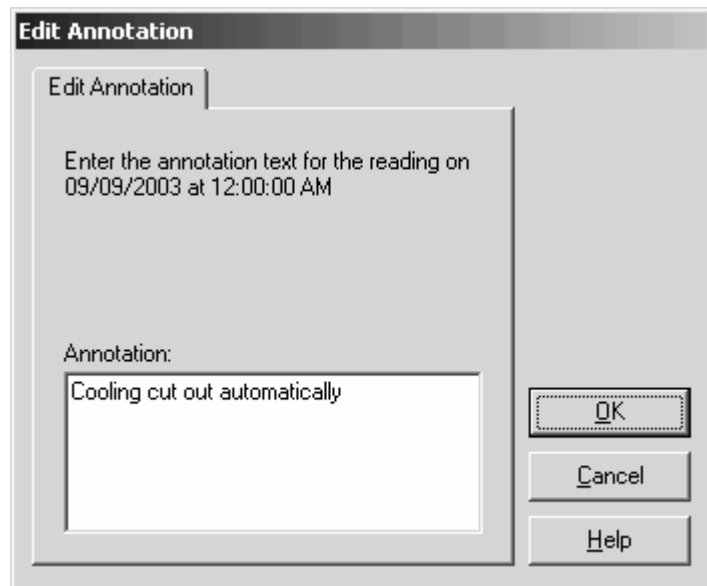 Edit Annotation
Edit Annotation
Enter the annotation text for the reading on
09/09/2003 at 12:00:00 AM
Annotation:
Cooling cut out automatically
OK
Cancel
Help